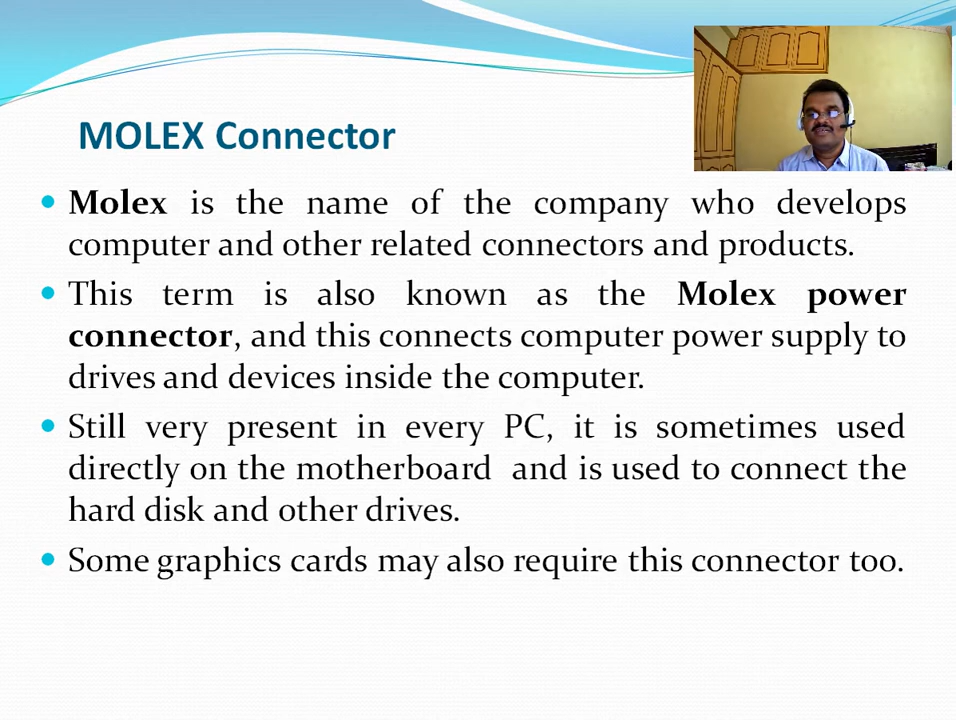 MOLEX Connector
Molex is the name of the company who develops
computer and other related connectors and products.
This term is also known as the Molex power
connector, and this connects computer power supply to
drives and devices inside the computer.
Still very present in every PC, it is sometimes used
directly on the motherboard and is used to connect the
hard disk and other drives.
Some graphics cards may also require this connector too.